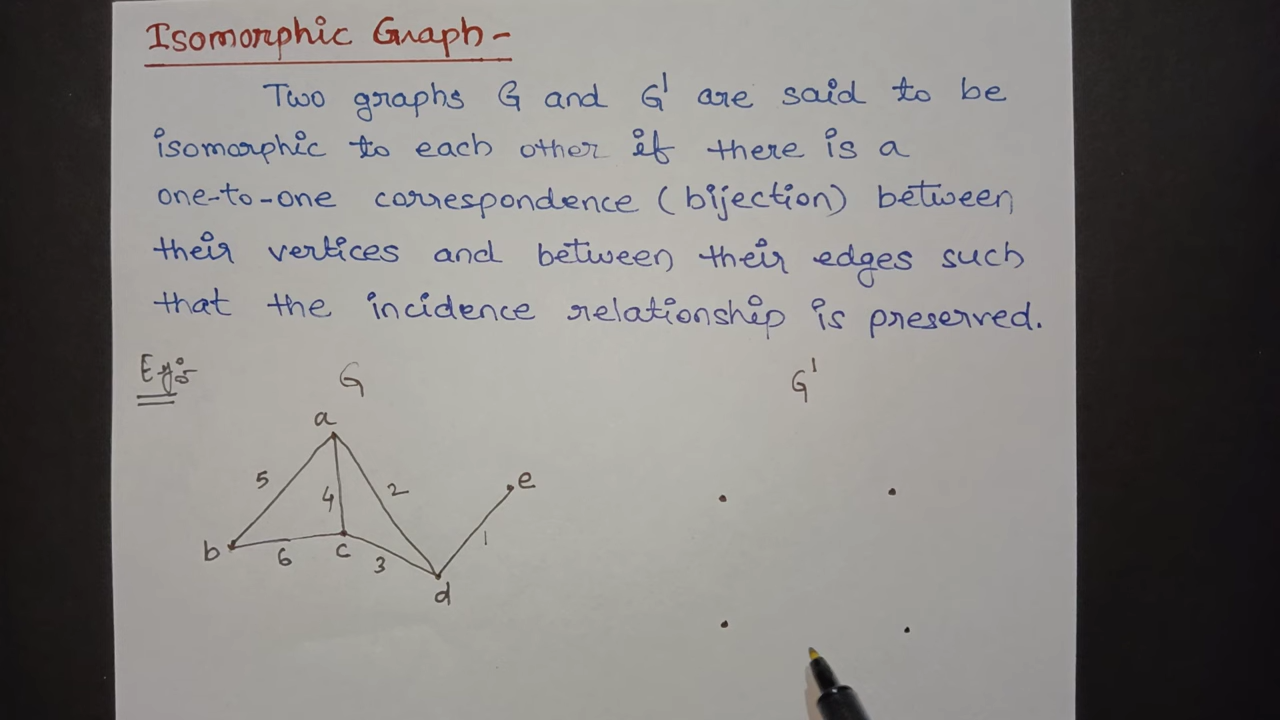 Isomorphic Graph-
Two graphs G and G' are said to be
isomorphic to each other if there is a
one-to-one correspondence (bijection) between
their vertices and between their edges such
that the incidence relationship is preserved.
Eg:-
G
G'
a
5
4
2
e
b
6
c
3
1
d